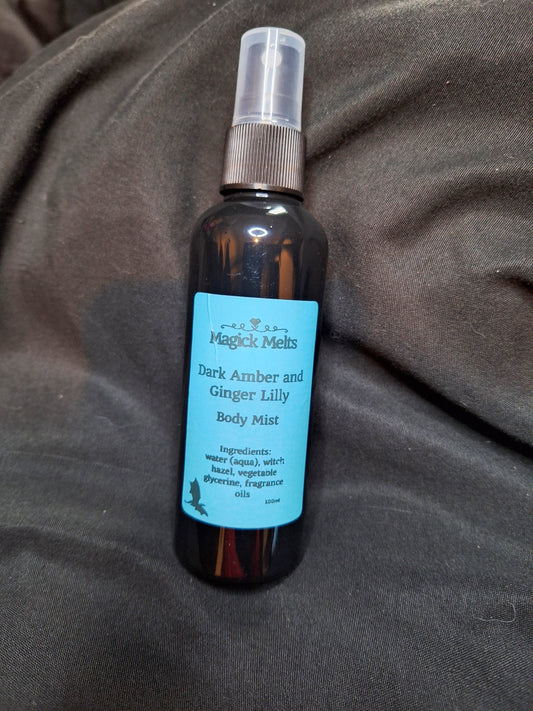 Magick Melts
Dark Amber and
Ginger Lilly
Body Mist
Ingredients:
water (aqua), witch
hazel, vegetable
glycerine, fragrance
oils
100ml